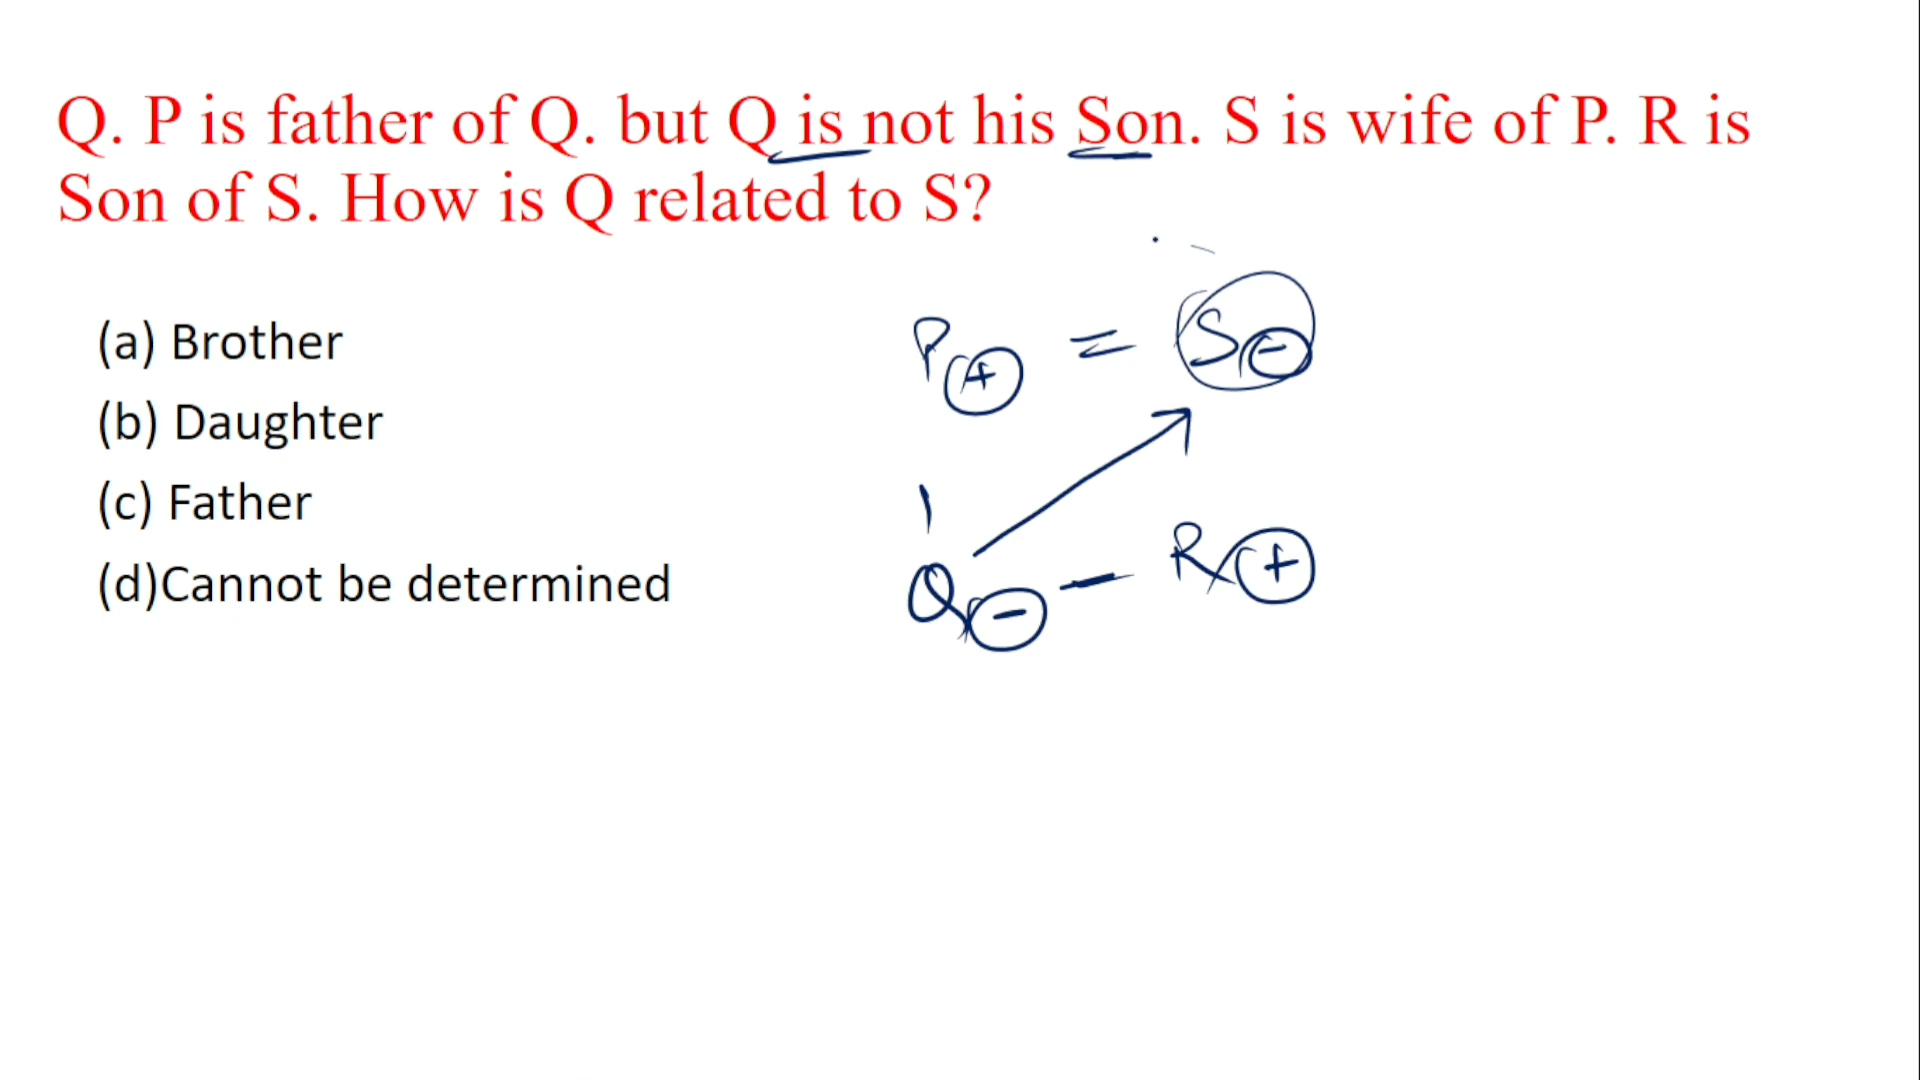 Q. P is father of Q. but Q is not his Son. S is wife of P. R is
Son of S. How is Q related to S?
(a) Brother
(b) Daughter
(c) Father
(d)Cannot be determined
P + = S -
Q - - R +